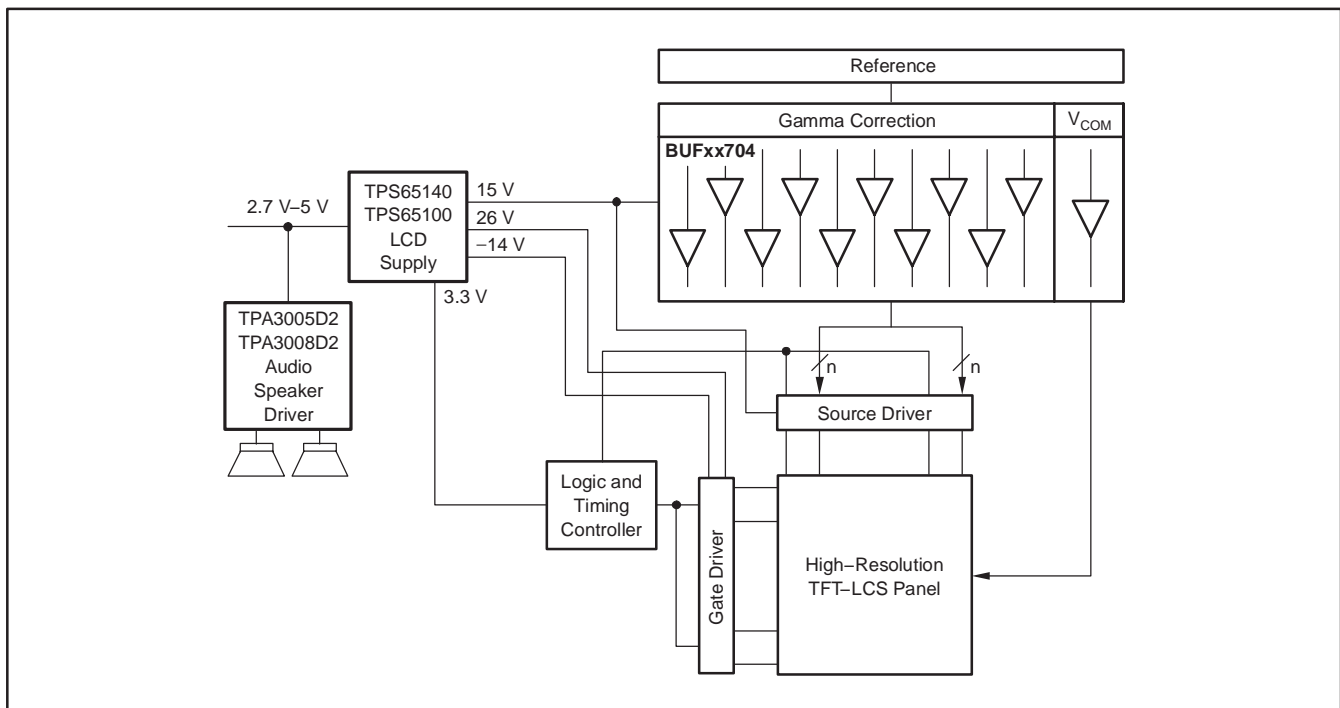 Reference
Gamma Correction
V_COM
BUFxx704
TPS65140
TPS65100
LCD
Supply
2.7 V–5 V
15 V
26 V
–14 V
3.3 V
TPA3005D2
TPA3008D2
Audio
Speaker
Driver
n
n
Source Driver
Logic and
Timing
Controller
Gate Driver
High–Resolution
TFT–LCS Panel